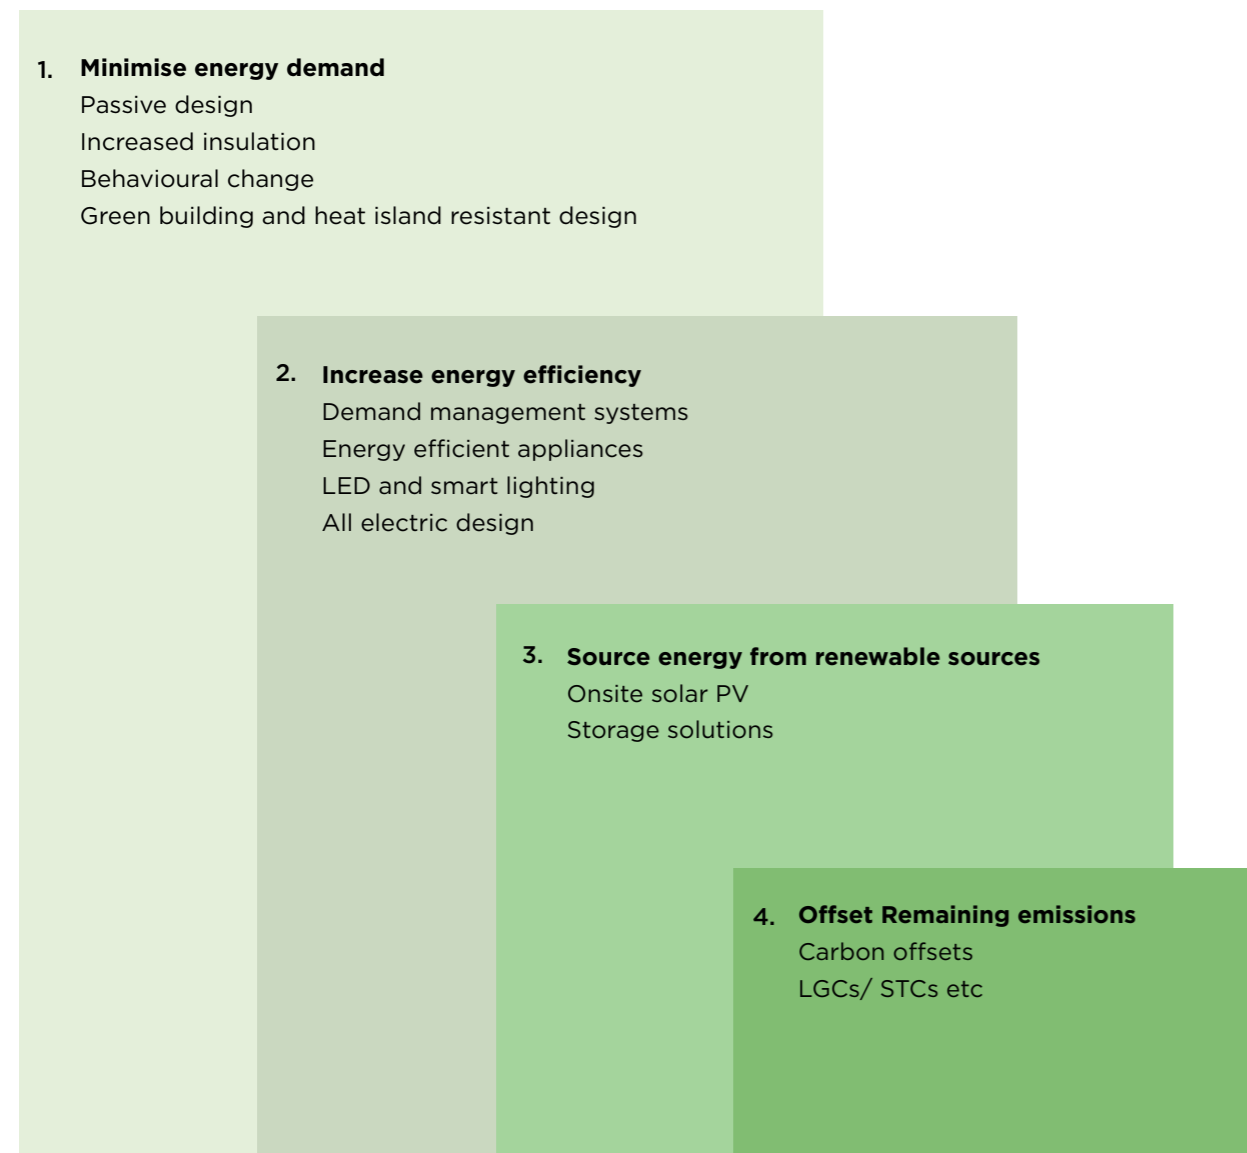 1. Minimise energy demand
Passive design
Increased insulation
Behavioural change
Green building and heat island resistant design
2. Increase energy efficiency
Demand management systems
Energy efficient appliances
LED and smart lighting
All electric design
3. Source energy from renewable sources
Onsite solar PV
Storage solutions
4. Offset Remaining emissions
Carbon offsets
LGCs/ STCs etc